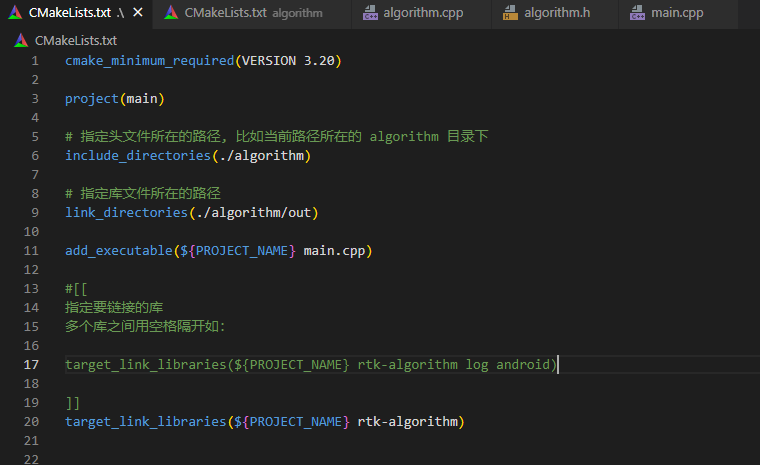 CMakeLists.txt .\ CMakeLists.txt algorithm algorithm.cpp algorithm.h main.cpp
CMakeLists.txt
1 cmake_minimum_required(VERSION 3.20)
2
3 project(main)
4
5 # 指定头文件所在的路径, 比如当前路径所在的 algorithm 目录下
6 include_directories(./algorithm)
7
8 # 指定库文件所在的路径
9 link_directories(./algorithm/out)
10
11 add_executable(${PROJECT_NAME} main.cpp)
12
13 #[[
14 指定要链接的库
15 多个库之间用空格隔开如:
16
17 target_link_libraries(${PROJECT_NAME} rtk-algorithm log android)
18
19 ]]
20 target_link_libraries(${PROJECT_NAME} rtk-algorithm)
21
22